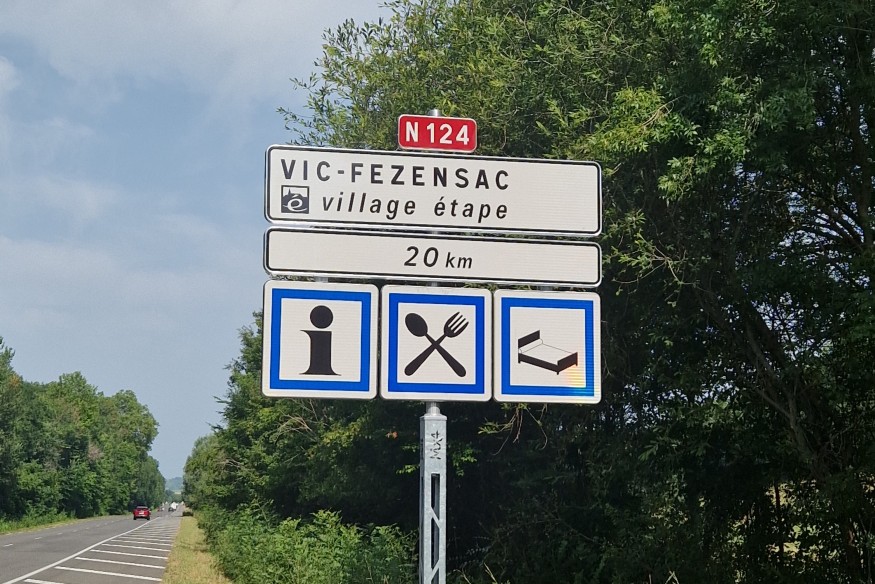 N 124
VIC-FEZENSAC
village étape
20 km